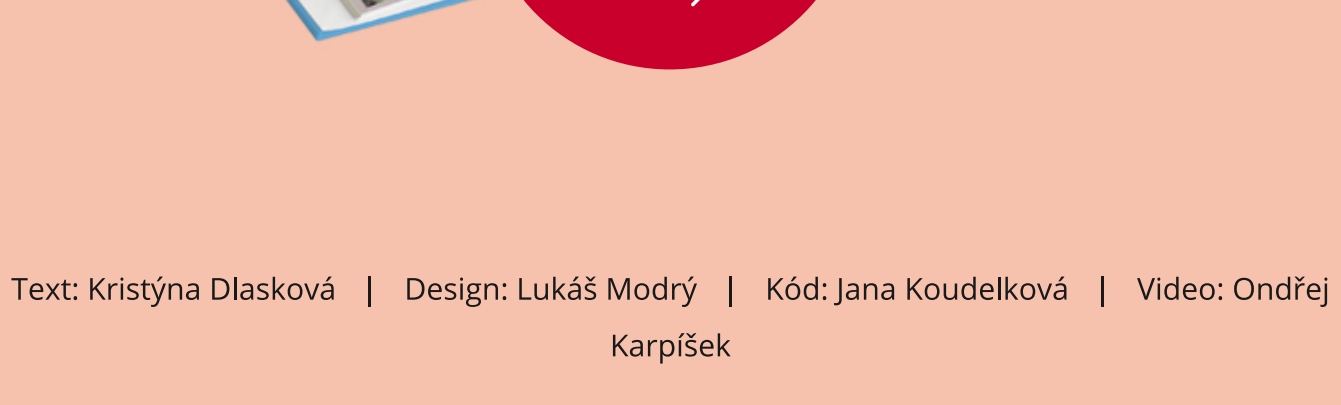 Text: Kristýna Dlasková | Design: Lukáš Modrý | Kód: Jana Koudelková | Video: Ondřej
Karpíšek